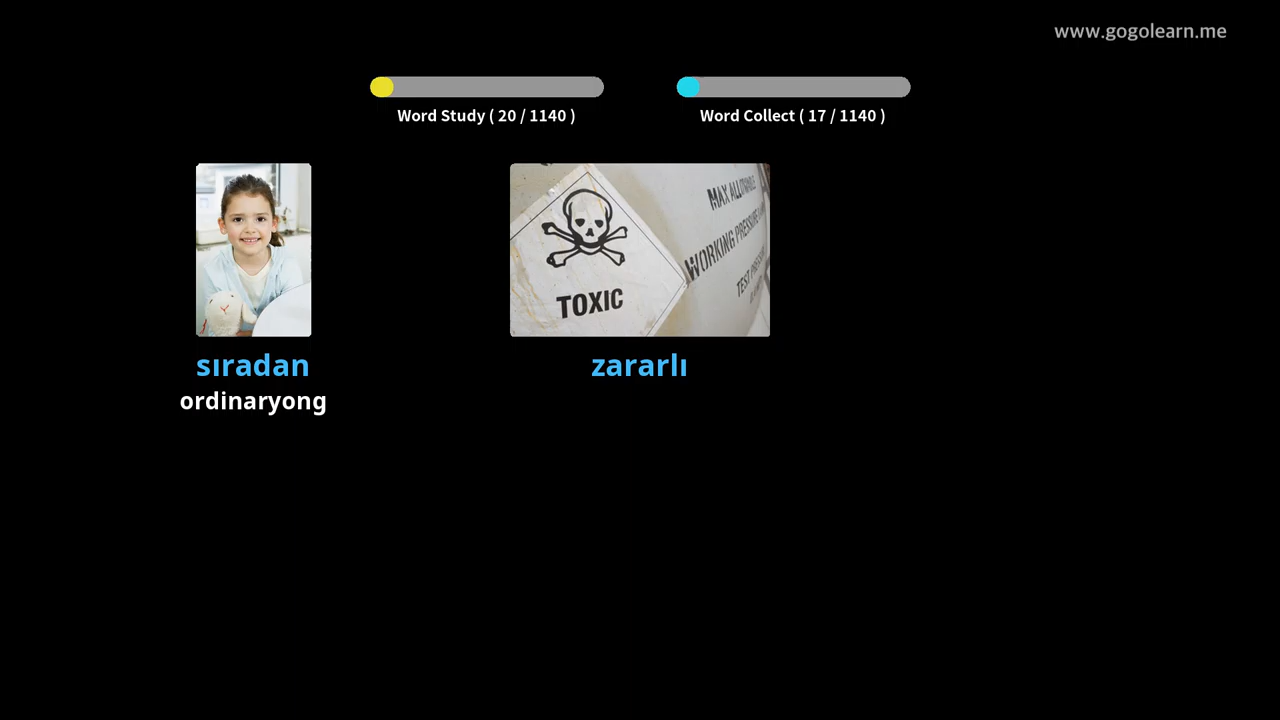 www.gogolearn.me
Word Study ( 20 / 1140 )
Word Collect ( 17 / 1140 )
TOXIC
MAX ALLOWABLE
WORKING PRESSURE
sıradan
zararlı
ordinaryong